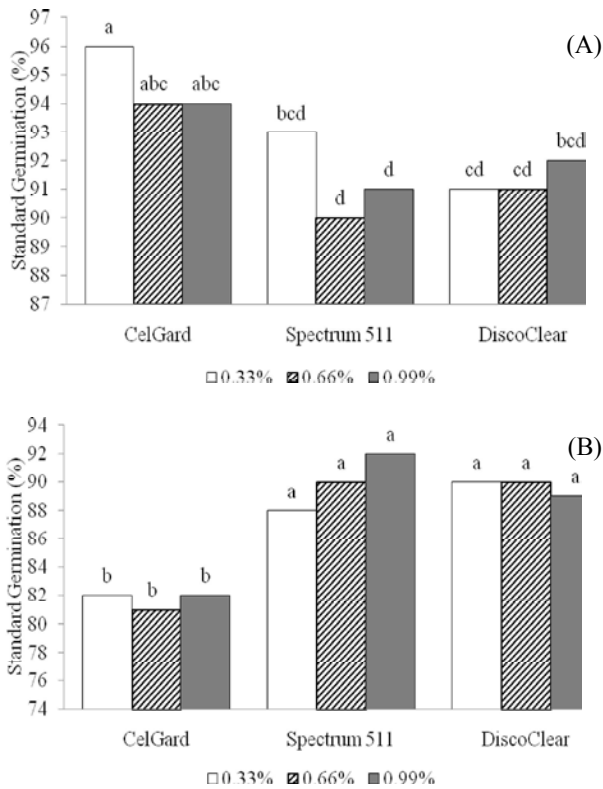 (A)
Standard Germination (%)
97
96
95
94
93
92
91
90
89
88
87
a
abc
abc
bcd
d
d
cd
cd
bcd
CelGard
Spectrum 511
DiscoClear
0.33%
0.66%
0.99%
(B)
Standard Germination (%)
94
92
90
88
86
84
82
80
78
76
74
b
b
b
a
a
a
a
a
a
CelGard
Spectrum 511
DiscoClear
0.33%
0.66%
0.99%